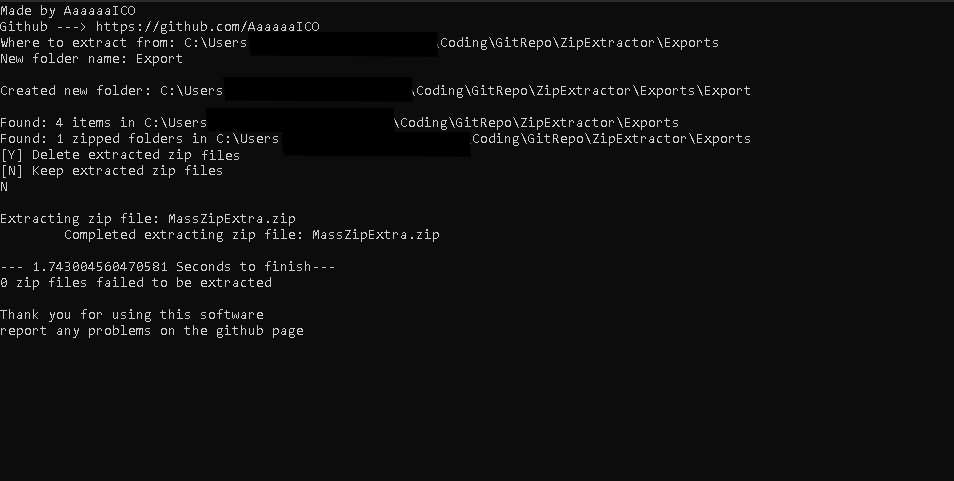 Made by AaaaaaICO
Github ---> https://github.com/AaaaaaICO
Where to extract from: C:\Users \Coding\GitRepo\ZipExtractor\Exports
New folder name: Export
Created new folder: C:\Users \Coding\GitRepo\ZipExtractor\Exports\Export
Found: 4 items in C:\Users \Coding\GitRepo\ZipExtractor\Exports
Found: 1 zipped folders in C:\Users Coding\GitRepo\ZipExtractor\Exports
[Y] Delete extracted zip files
[N] Keep extracted zip files
N
Extracting zip file: MassZipExtra.zip
Completed extracting zip file: MassZipExtra.zip
--- 1.743004560470581 Seconds to finish---
0 zip files failed to be extracted
Thank you for using this software
report any problems on the github page